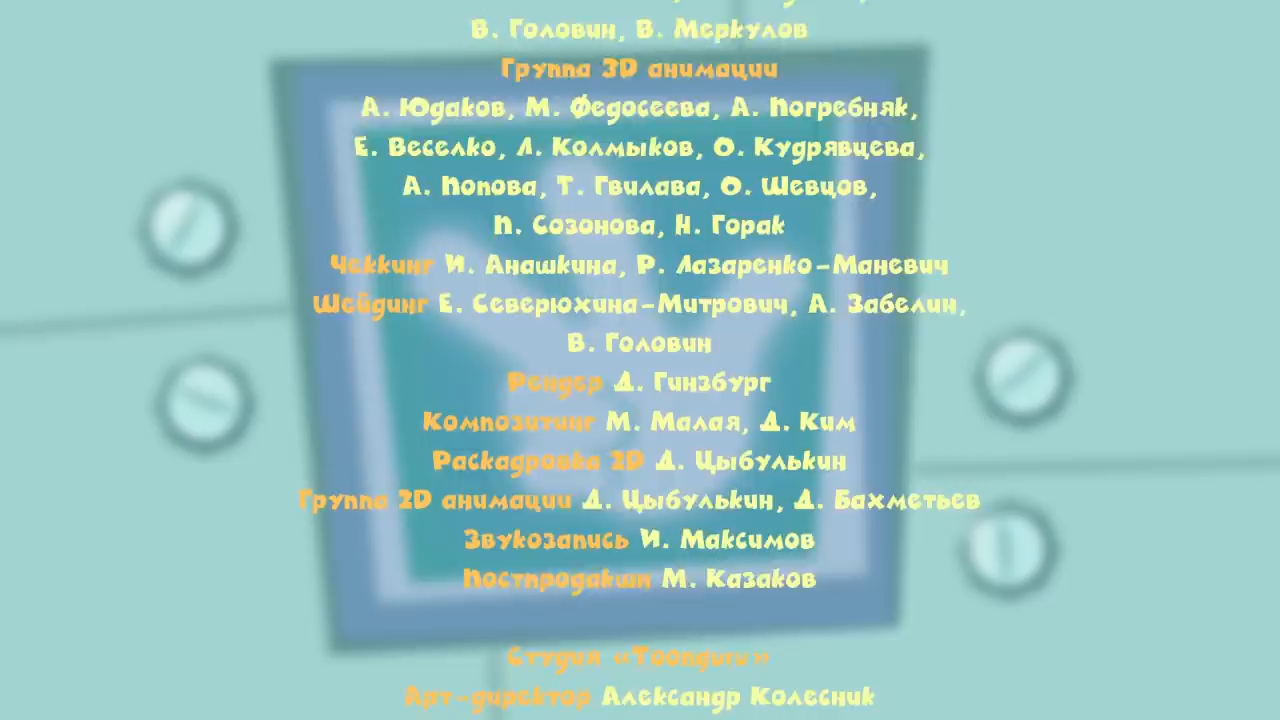 В. Головин, В. Меркулов
Группа 3D анимации
А. Юдаков, М. Федосеева, А. Погребняк,
Е. Веселко, Л. Колмыков, О. Кудрявцева,
А. Попова, Т. Гвилава, О. Шевцов,
П. Созонова, Н. Горак
Чеккинг И. Анашкина, Р. Лазаренко-Маневич
Шейдинг Е. Северюхина-Митрович, А. Забелин,
В. Головин
Рендер Д. Гинзбург
Композитинг М. Малая, Д. Ким
Раскадровка 2D Д. Цыбулькин
Группа 2D анимации Д. Цыбулькин, Д. Бахметьев
Звукозапись И. Максимов
Постпродакшн М. Казаков
Студия «Toonguru»
Арт-директор Александр Колесник